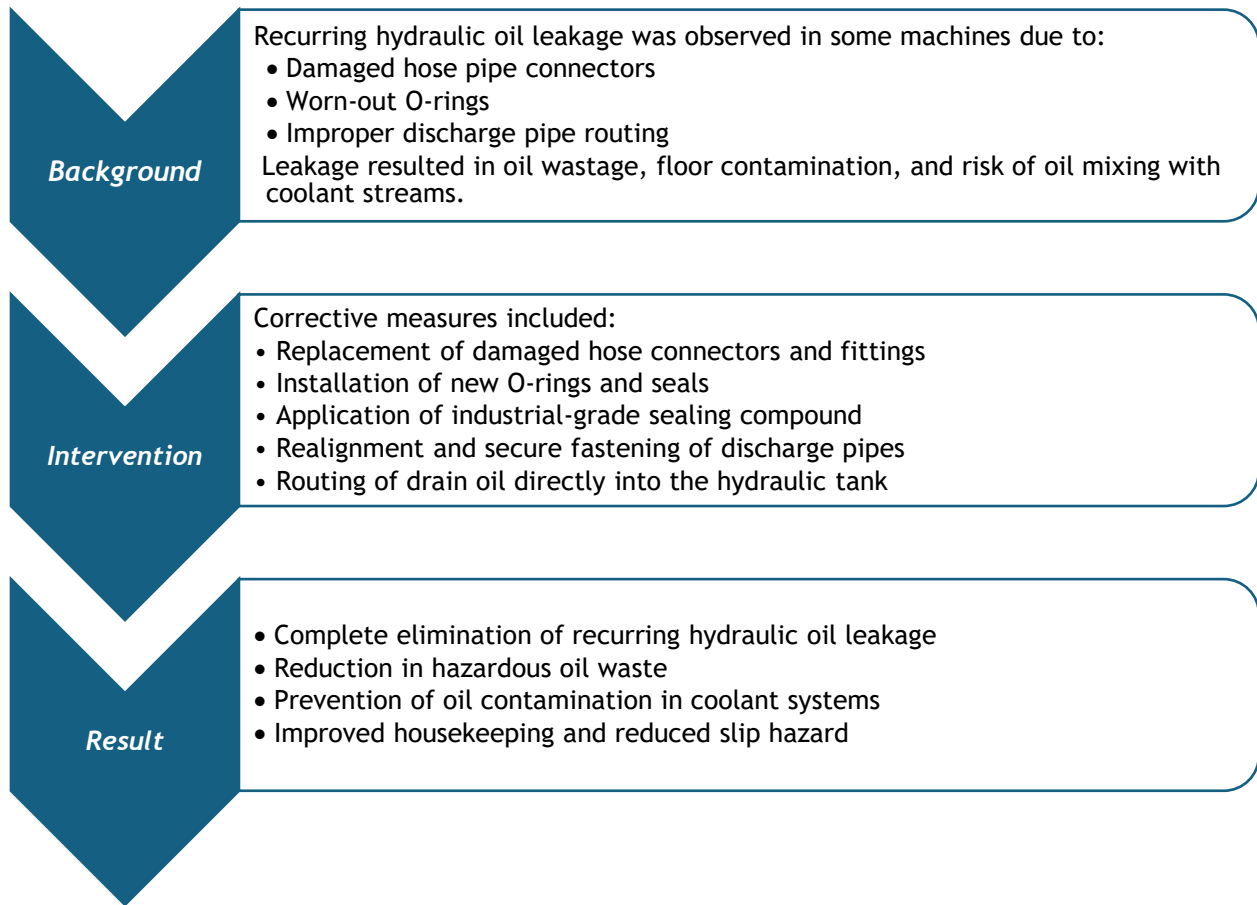 Background
Recurring hydraulic oil leakage was observed in some machines due to:
• Damaged hose pipe connectors
• Worn-out O-rings
• Improper discharge pipe routing
Leakage resulted in oil wastage, floor contamination, and risk of oil mixing with
coolant streams.
Intervention
Corrective measures included:
• Replacement of damaged hose connectors and fittings
• Installation of new O-rings and seals
• Application of industrial-grade sealing compound
• Realignment and secure fastening of discharge pipes
• Routing of drain oil directly into the hydraulic tank
Result
• Complete elimination of recurring hydraulic oil leakage
• Reduction in hazardous oil waste
• Prevention of oil contamination in coolant systems
• Improved housekeeping and reduced slip hazard